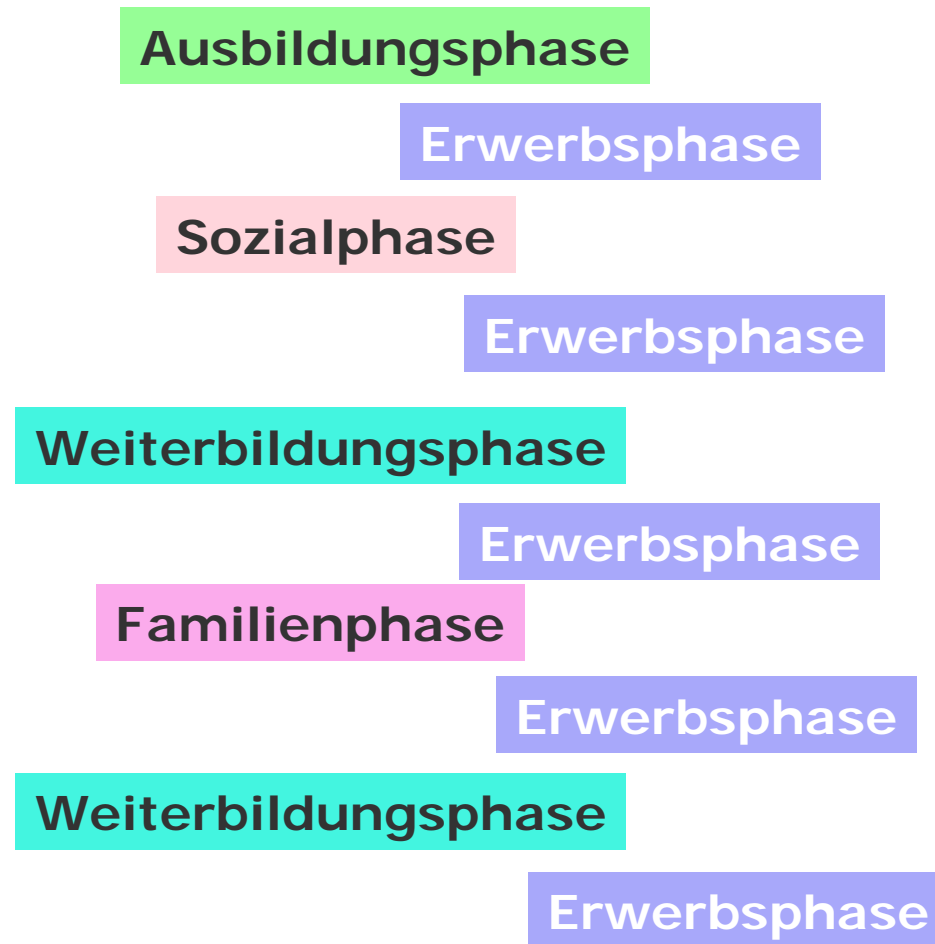 Ausbildungsphase
Erwerbsphase
Sozialphase
Erwerbsphase
Weiterbildungsphase
Erwerbsphase
Familienphase
Erwerbsphase
Weiterbildungsphase
Erwerbsphase